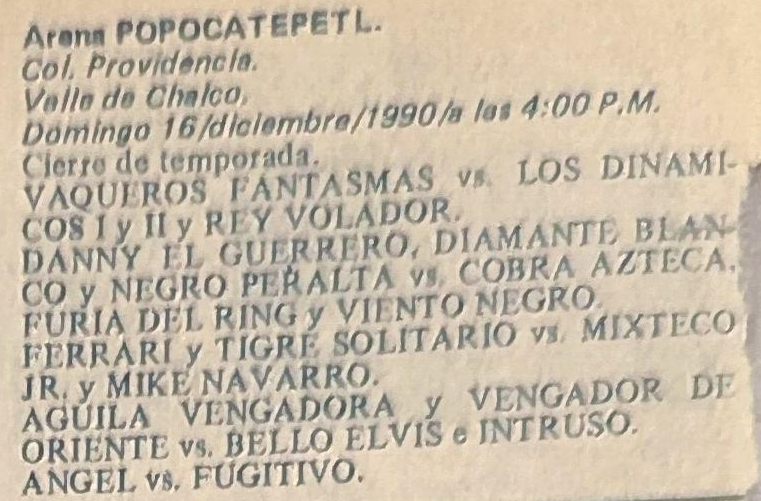 Arena POPOCATEPETL.
Col. Providencia.
Valle de Chalco,
Domingo 16/diciembre/1990/a las 4:00 P.M.
Cierre de temporada.
VAQUEROS FANTASMAS vs. LOS DINAMI-
COS I y II y REY VOLADOR.
DANNY EL GUERRERO, DIAMANTE BLAN-
CO y NEGRO PERALTA vs. COBRA AZTECA,
FURIA DEL RING y VIENTO NEGRO.
FERRARI y TIGRE SOLITARIO vs. MIXTECO
JR. y MIKE NAVARRO.
AGUILA VENGADORA y VENGADOR DE
ORIENTE vs. BELLO ELVIS e INTRUSO.
ANGEL vs. FUGITIVO.